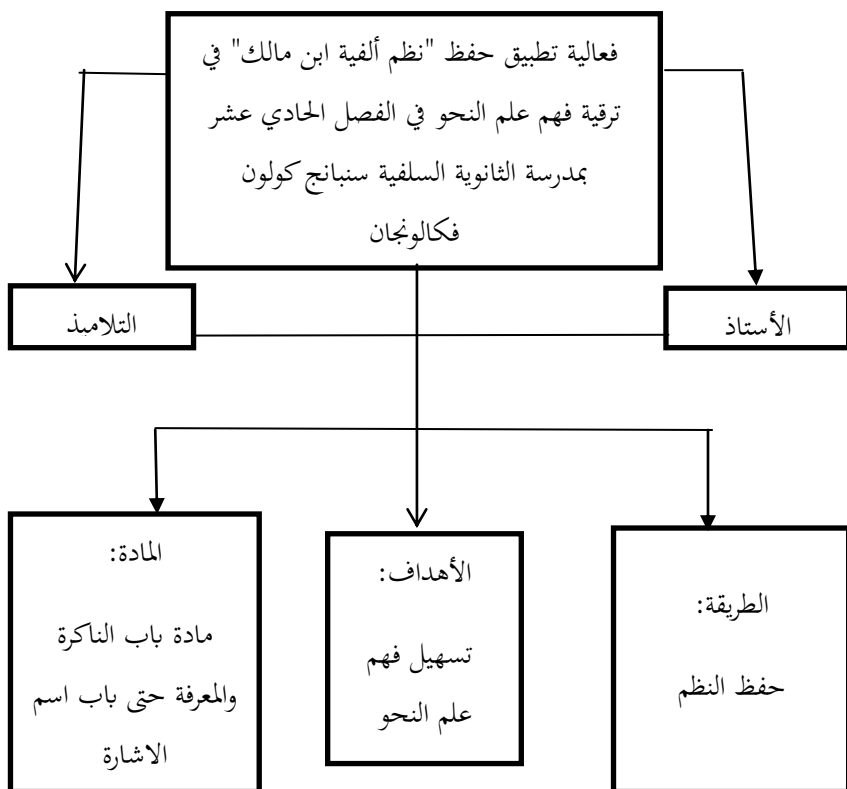 فعالية تطبيق حفظ "نظم ألفية ابن مالك" في
ترقية فهم علم النحو في الفصل الحادي عشر
بمدرسة الثانوية السلفية سنبانج كولون
فكالونجان
الأستاذ
التلاميذ
الطريقة:
حفظ النظم
الأهداف:
تسهيل فهم
علم النحو
المادة:
مادة باب الناكرة
والمعرفة حتى باب اسم
الاشارة